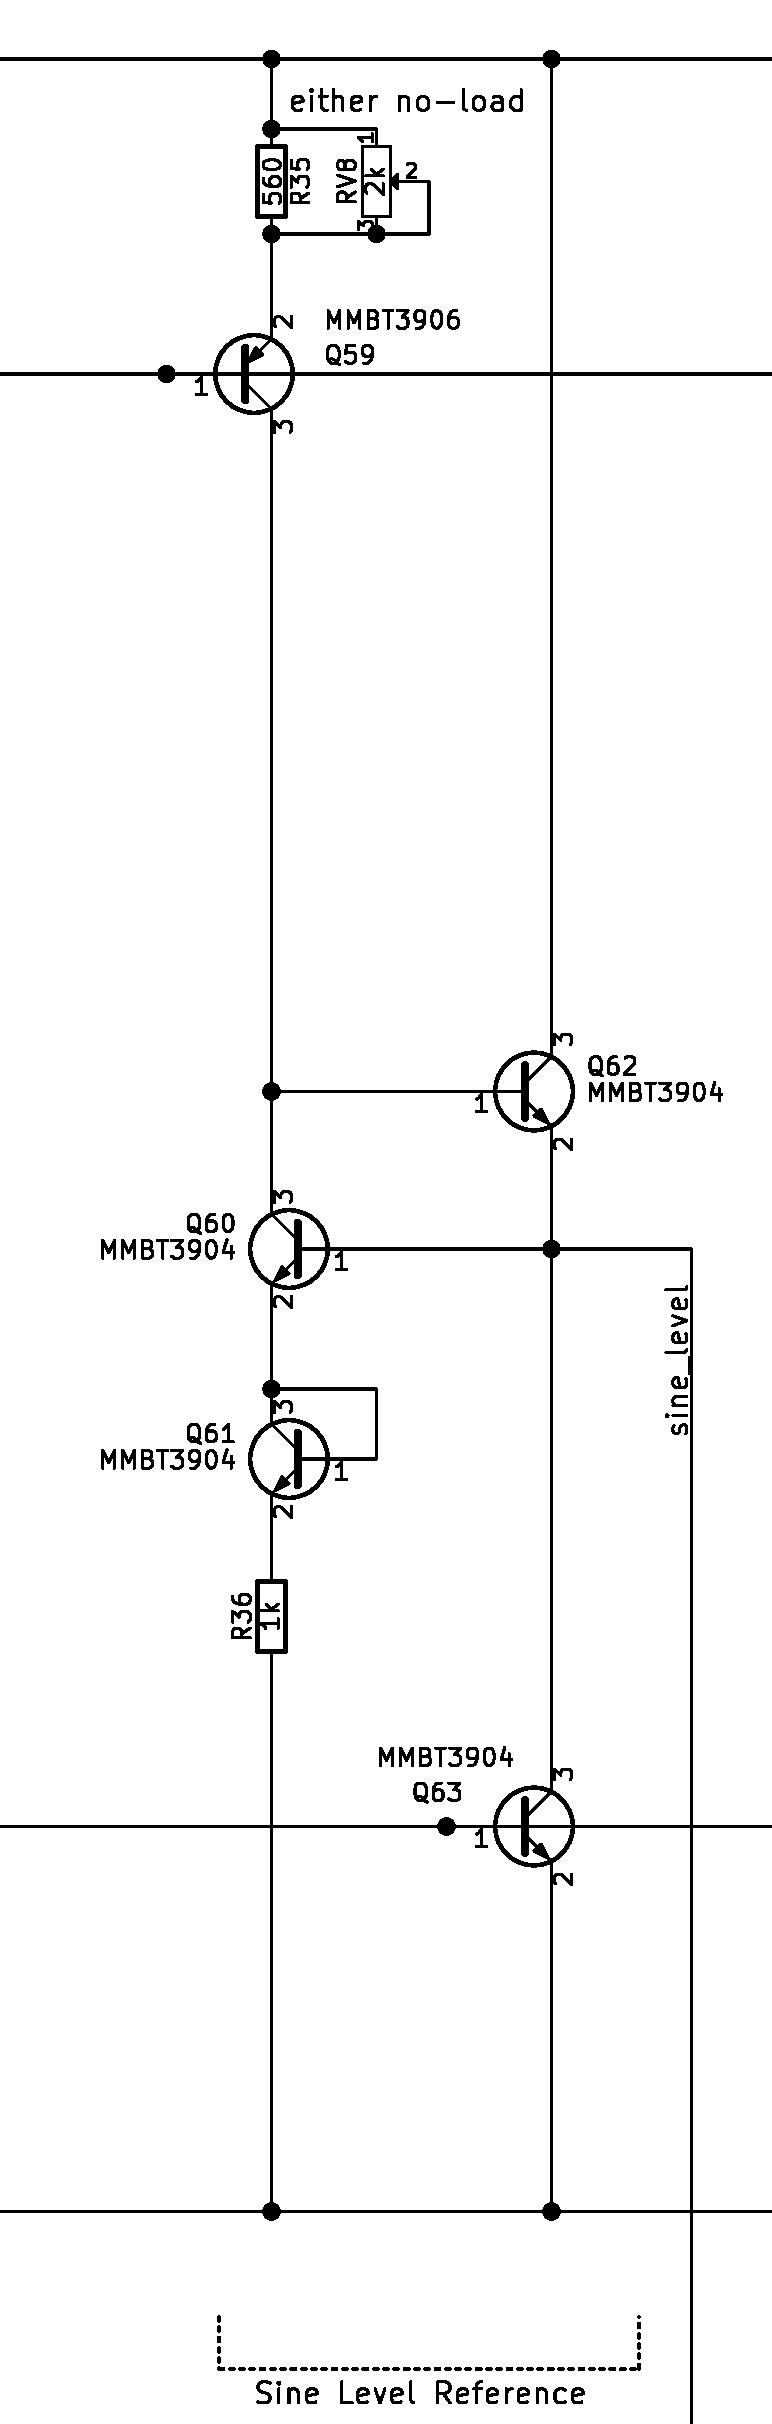 either no-load
1
560
R35
RV8
2k
2
3
2
MMBT3906
Q59
1
3
3
Q62
MMBT3904
1
2
3
Q60
MMBT3904
1
2
sine_level
3
Q61
MMBT3904
1
2
R36
1k
MMBT3904
Q63
3
1
2
Sine Level Reference